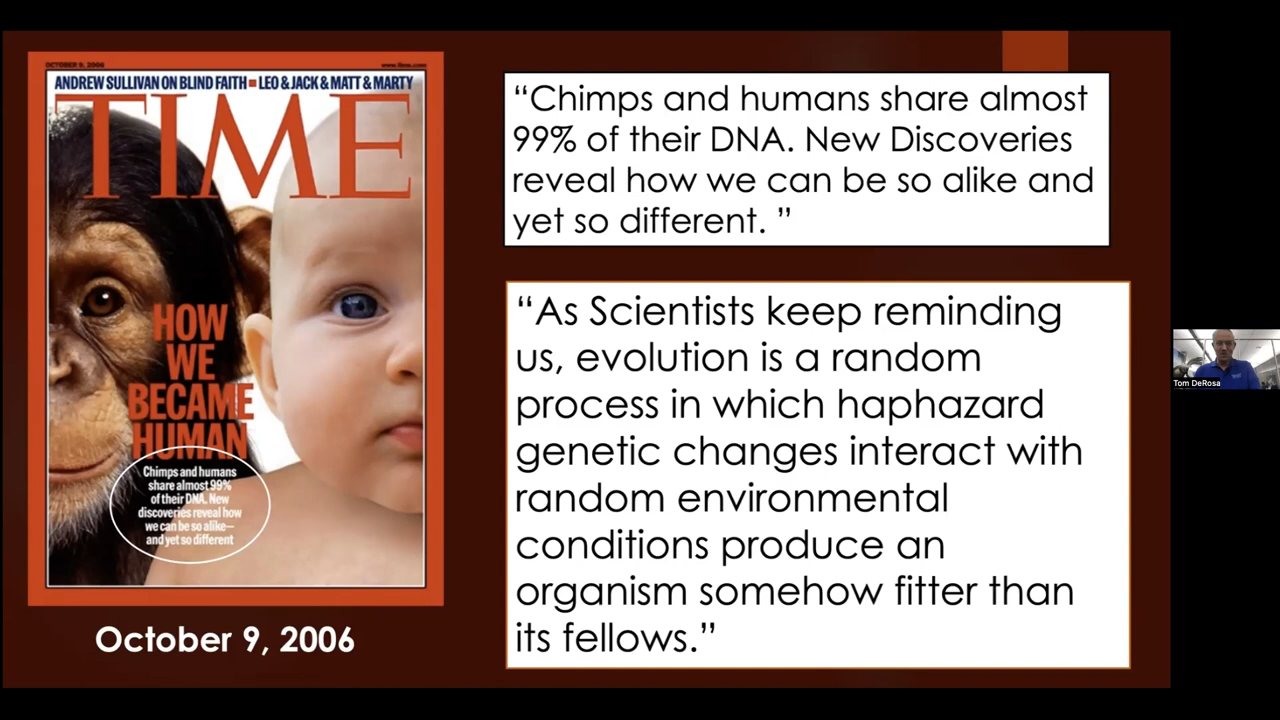 OCTOBER 9, 2006 www.time.com
ANDREW SULLIVAN ON BLIND FAITH ■ LEO & JACK & MATT & MARTY
TIME
HOW
WE
BECAME
HUMAN
Chimps and humans
share almost 99%
of their DNA. New
discoveries reveal how
we can be so alike—
and yet so different
October 9, 2006
“Chimps and humans share almost
99% of their DNA. New Discoveries
reveal how we can be so alike and
yet so different. ”
“As Scientists keep reminding
us, evolution is a random
process in which haphazard
genetic changes interact with
random environmental
conditions produce an
organism somehow fitter than
its fellows.”
Tom DeRosa